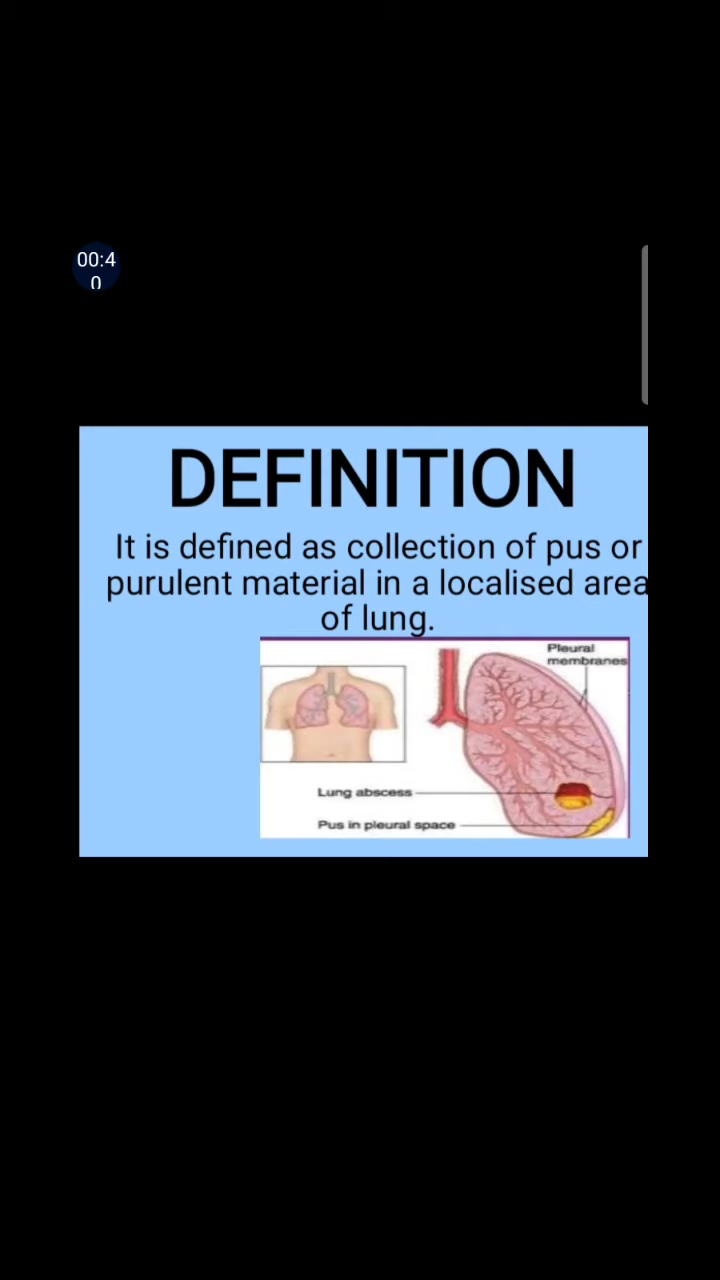 00:4
0
DEFINITION
It is defined as collection of pus or
purulent material in a localised area
of lung.
Pleural
membranes
Lung abscess
Pus in pleural space